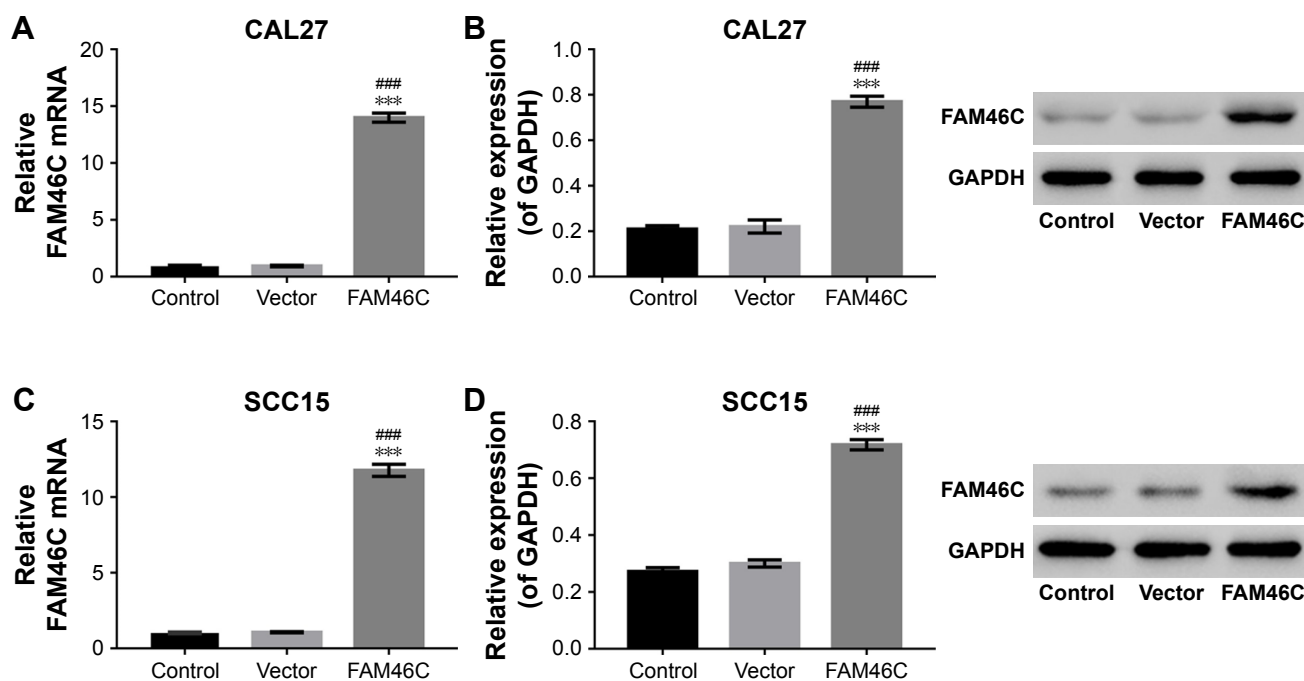 A
CAL27
Relative
FAM46C mRNA
20
15
10
5
0
###
***
Control Vector FAM46C
B
CAL27
Relative expression
(of GAPDH)
1.0
0.8
0.6
0.4
0.2
0.0
###
***
Control Vector FAM46C
FAM46C
GAPDH
Control Vector FAM46C
C
SCC15
Relative
FAM46C mRNA
15
10
5
0
###
***
Control Vector FAM46C
D
SCC15
Relative expression
(of GAPDH)
0.8
0.6
0.4
0.2
0.0
###
***
Control Vector FAM46C
FAM46C
GAPDH
Control Vector FAM46C